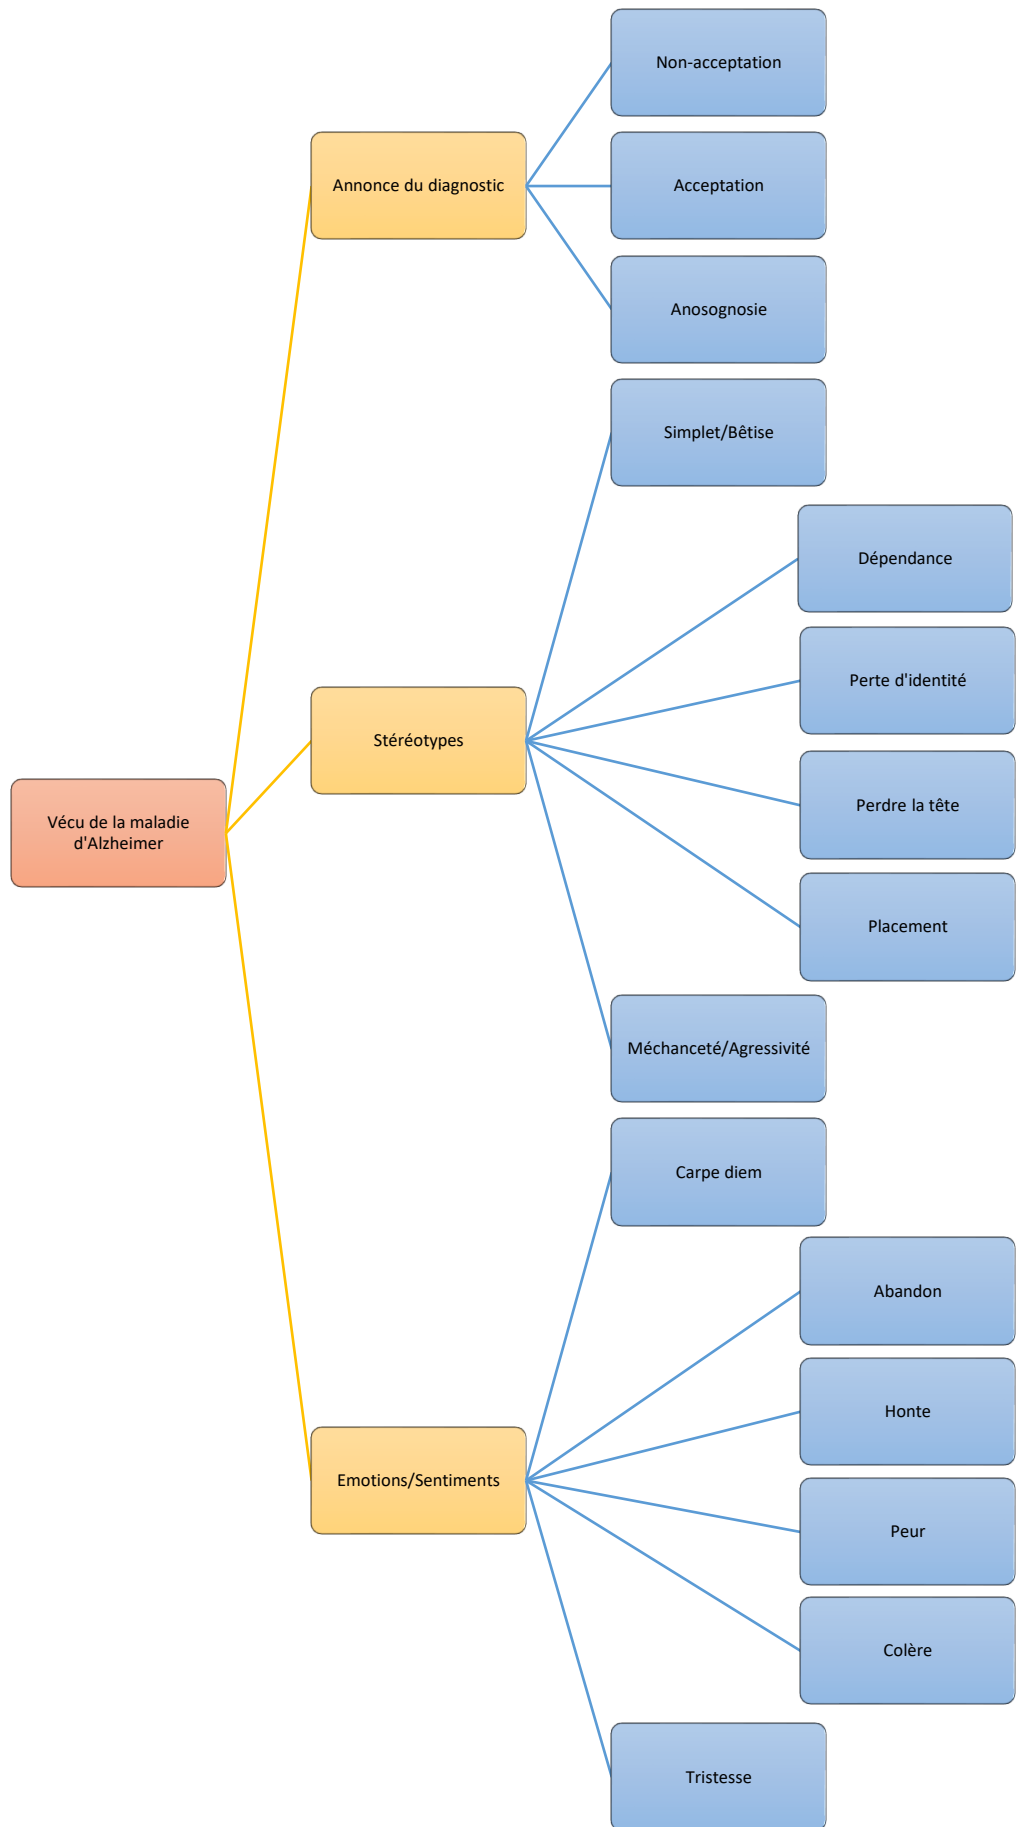 Non-acceptation
Annonce du diagnostic
Acceptation
Anosognosie
Simplet/Bêtise
Dépendance
Perte d'identité
Stéréotypes
Perdre la tête
Vécu de la maladie
d'Alzheimer
Placement
Méchanceté/Agressivité
Carpe diem
Abandon
Honte
Emotions/Sentiments
Peur
Colère
Tristesse